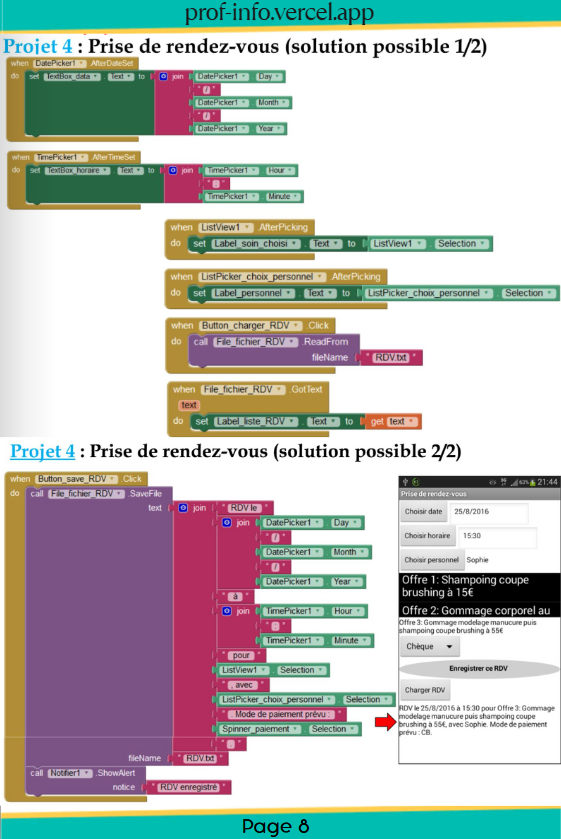 prof-info.vercel.app
Projet 4 : Prise de rendez-vous (solution possible 1/2)
when DatePicker1 .AfterDateSet
do set TextBox_data . Text to join DatePicker1 . Day
" / "
DatePicker1 . Month
" / "
DatePicker1 . Year
when TimePicker1 .AfterTimeSet
do set TextBox_horaire . Text to join TimePicker1 . Hour
" : "
TimePicker1 . Minute
when ListView1 .AfterPicking
do set Label_soin_choisi . Text to ListView1 . Selection
when ListPicker_choix_personnel .AfterPicking
do set Label_personnel . Text to ListPicker_choix_personnel . Selection
when Button_charger_RDV .Click
do call File_fichier_RDV .ReadFrom
fileName " RDV.txt "
when File_fichier_RDV .GotText
text
do set Label_liste_RDV . Text to get text
Projet 4 : Prise de rendez-vous (solution possible 2/2)
when Button_save_RDV .Click
do call File_fichier_RDV .SaveFile
text join " RDV le "
join DatePicker1 . Day
" / "
DatePicker1 . Month
" / "
DatePicker1 . Year
" à "
join TimePicker1 . Hour
" : "
TimePicker1 . Minute
" pour "
ListView1 . Selection
" , avec "
ListPicker_choix_personnel . Selection
" . Mode de paiement prévu : "
Spinner_paiement . Selection
" . "
fileName " RDV.txt "
call Notifier1 .ShowAlert
notice " RDV enregistré "
63% 21:44
Prise de rendez-vous
Choisir date 25/8/2016
Choisir horaire 15:30
Choisir personnel Sophie
Offre 1: Shampoing coupe
brushing à 15€
Offre 2: Gommage corporel au
Offre 3: Gommage modelage manucure puis
shampoing coupe brushing à 55€
Chèque
Enregistrer ce RDV
Charger RDV
RDV le 25/8/2016 à 15:30 pour Offre 3: Gommage
modelage manucure puis shampoing coupe
brushing à 55€, avec Sophie. Mode de paiement
prévu : CB.
Page 8